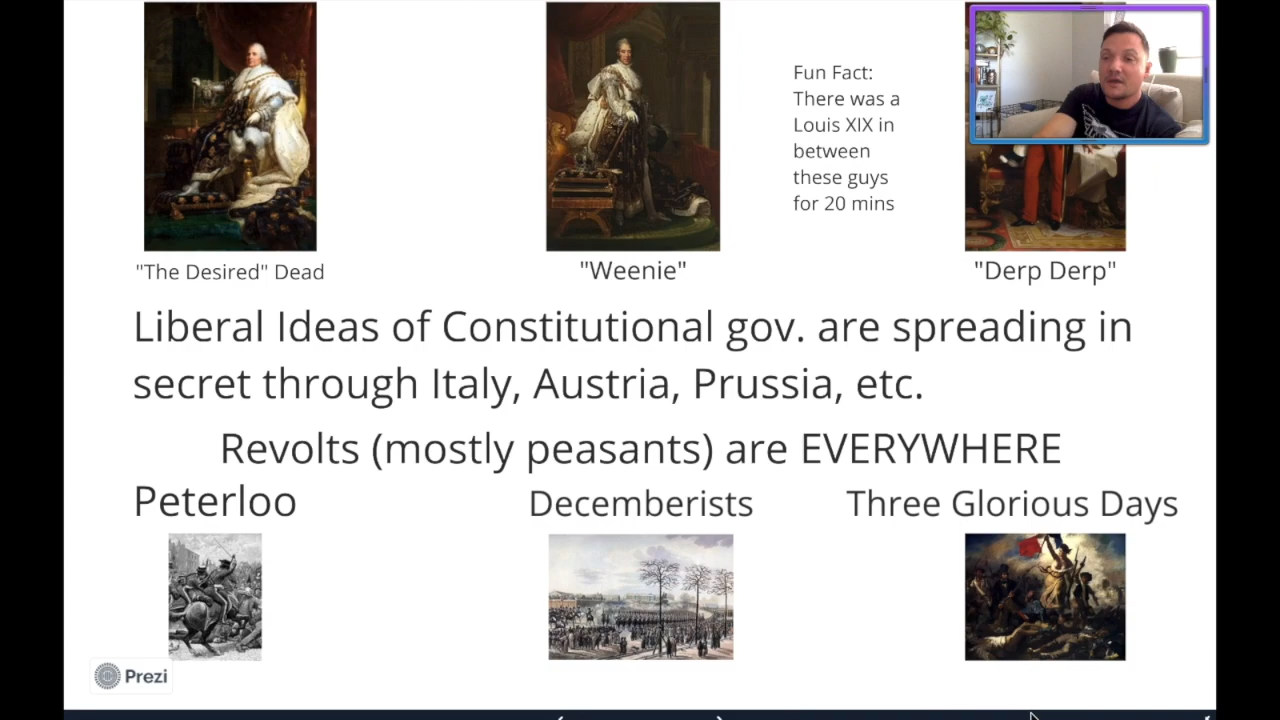 Fun Fact:
There was a
Louis XIX in
between
these guys
for 20 mins
"The Desired" Dead
"Weenie"
"Derp Derp"
Liberal Ideas of Constitutional gov. are spreading in
secret through Italy, Austria, Prussia, etc.
Revolts (mostly peasants) are EVERYWHERE
Peterloo
Decemberists
Three Glorious Days
Prezi